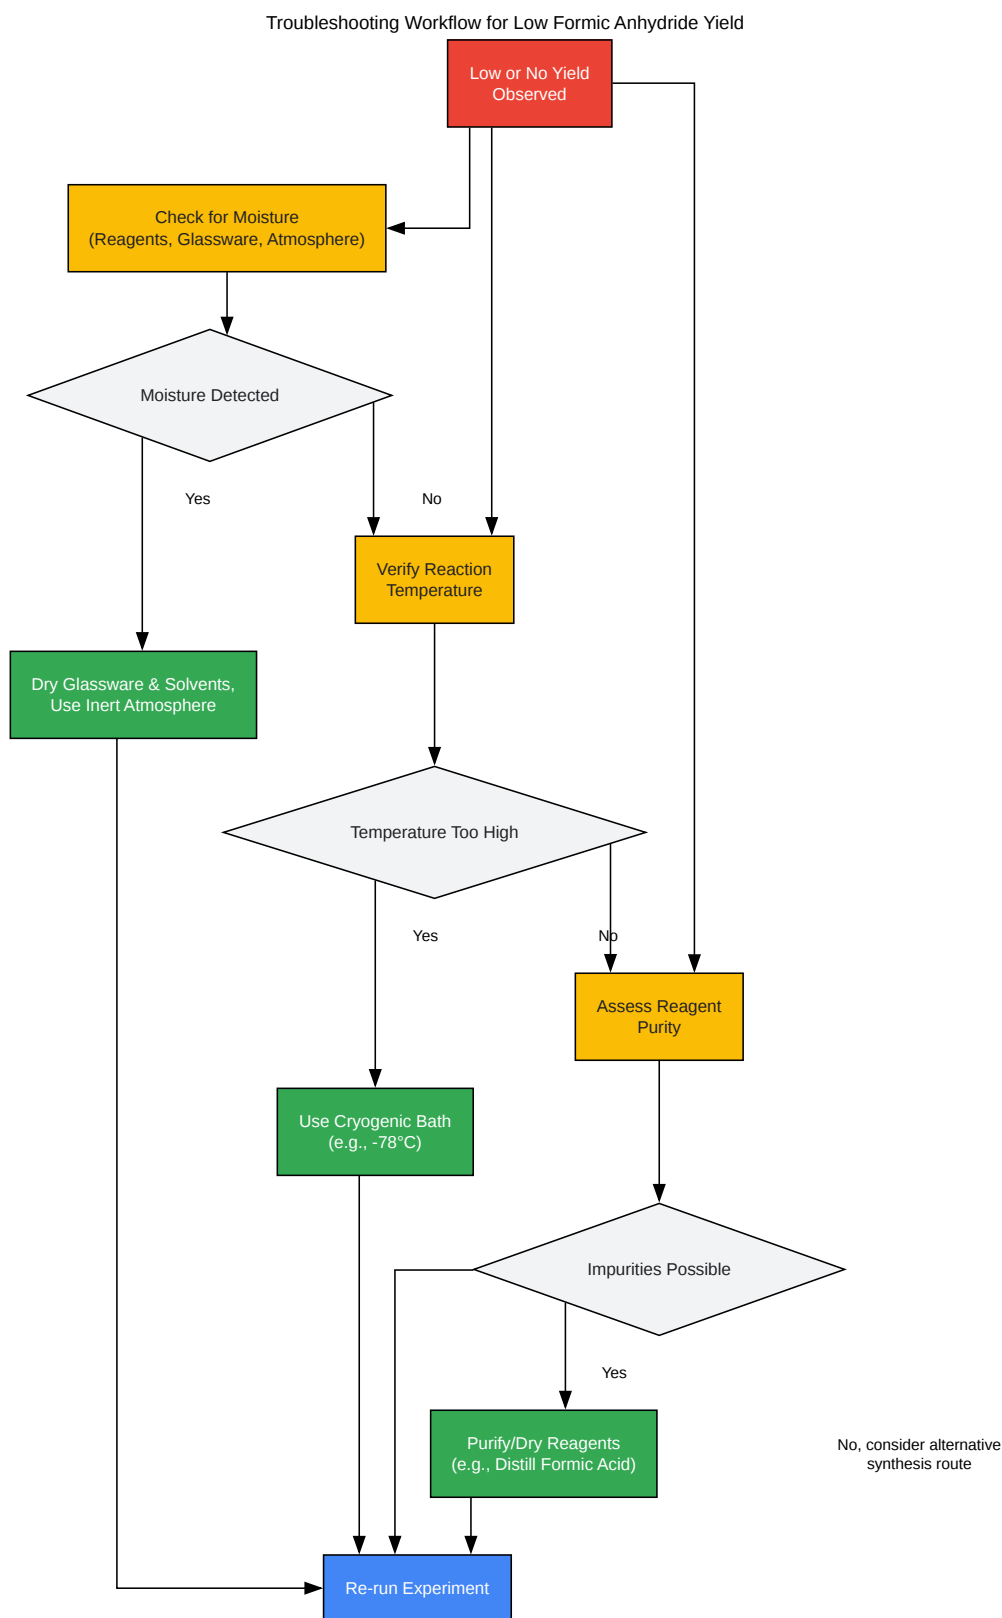 Troubleshooting Workflow for Low Formic Anhydride Yield
Low or No Yield
Observed
Check for Moisture
(Reagents, Glassware, Atmosphere)
Moisture Detected
Yes
No
Verify Reaction
Temperature
Dry Glassware & Solvents,
Use Inert Atmosphere
Temperature Too High
Yes
No
Assess Reagent
Purity
Use Cryogenic Bath
(e.g., -78°C)
Impurities Possible
Yes
Purify/Dry Reagents
(e.g., Distill Formic Acid)
No, consider alternative
synthesis route
Re-run Experiment